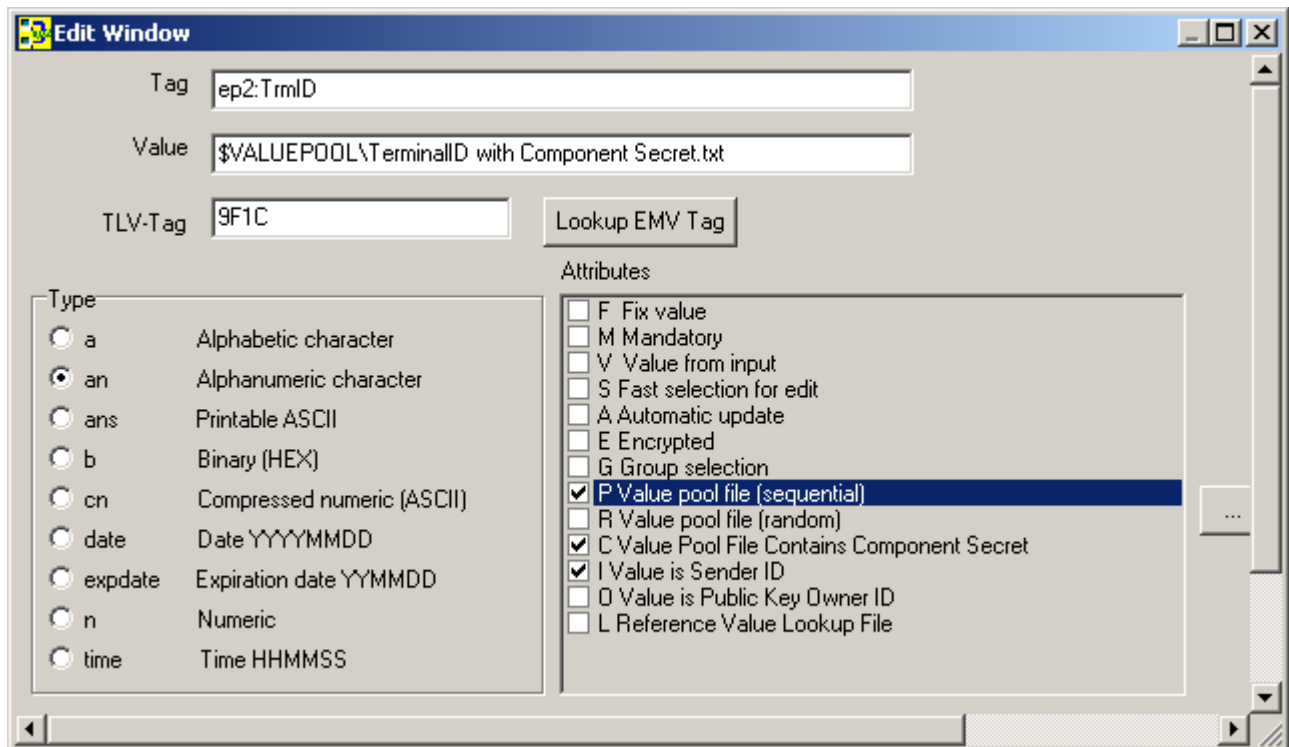 Edit Window
Tag ep2:TrmID
Value $VALUEPOOL\TerminalID with Component Secret.txt
TLV-Tag 9F1C Lookup EMV Tag
Attributes
Type
a Alphabetic character
an Alphanumeric character
ans Printable ASCII
b Binary (HEX)
cn Compressed numeric (ASCII)
date Date YYYYMMDD
expdate Expiration date YYMMDD
n Numeric
time Time HHMMSS
F Fix value
M Mandatory
V Value from input
S Fast selection for edit
A Automatic update
E Encrypted
G Group selection
P Value pool file (sequential)
R Value pool file (random)
C Value Pool File Contains Component Secret
I Value is Sender ID
O Value is Public Key Owner ID
L Reference Value Lookup File
...